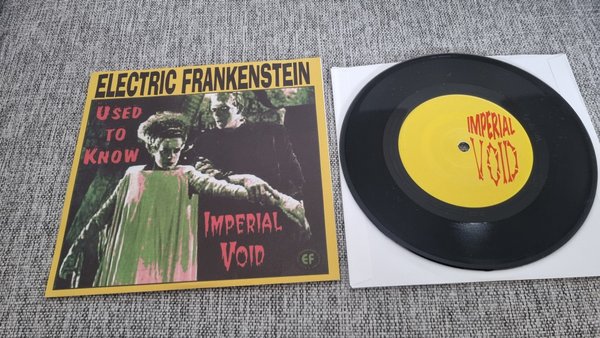 ELECTRIC FRANKENSTEIN
USED
TO
KNOW
IMPERIAL
VOID
EF
IMPERIAL
VOID